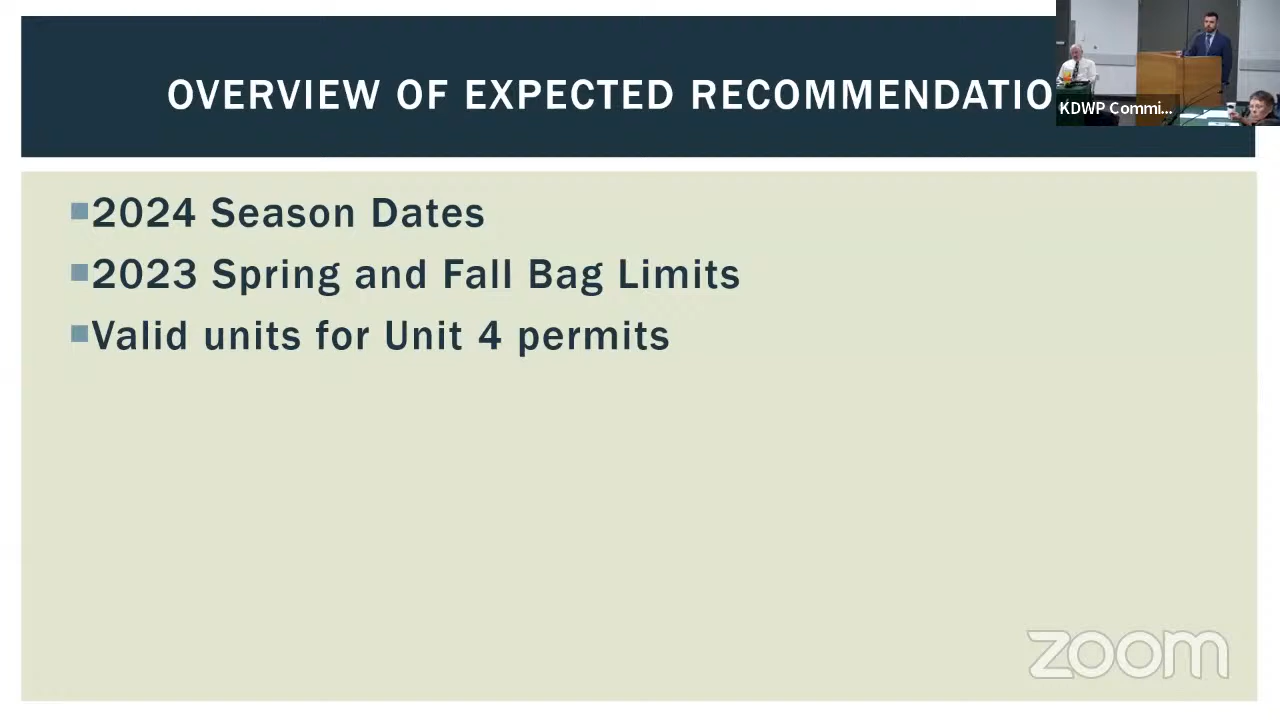 OVERVIEW OF EXPECTED RECOMMENDATIO
KDWP Commi...
2024 Season Dates
2023 Spring and Fall Bag Limits
Valid units for Unit 4 permits
zoom